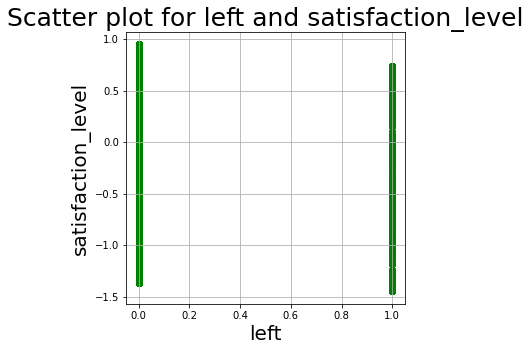 Scatter plot for left and satisfaction_level
1.0
0.5
0.0
−0.5
−1.0
−1.5
satisfaction_level
0.0 0.2 0.4 0.6 0.8 1.0
left